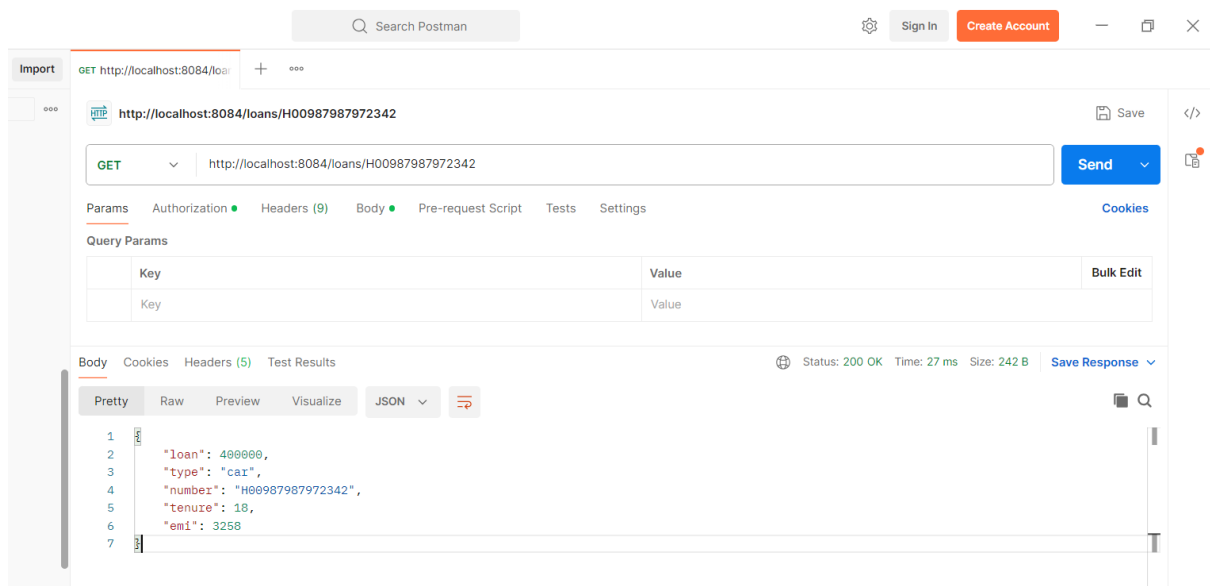 Search Postman
Sign In
Create Account
Import
GET http://localhost:8084/loa
HTTP http://localhost:8084/loans/H00987987972342
Save
GET
http://localhost:8084/loans/H00987987972342
Send
Params Authorization Headers (9) Body Pre-request Script Tests Settings Cookies
Query Params
Key Value Bulk Edit
Key Value
Body Cookies Headers (5) Test Results Status: 200 OK Time: 27 ms Size: 242 B Save Response
Pretty Raw Preview Visualize JSON
1 {
2 "loan": 400000,
3 "type": "car",
4 "number": "H00987987972342",
5 "tenure": 18,
6 "emi": 3258
7 }